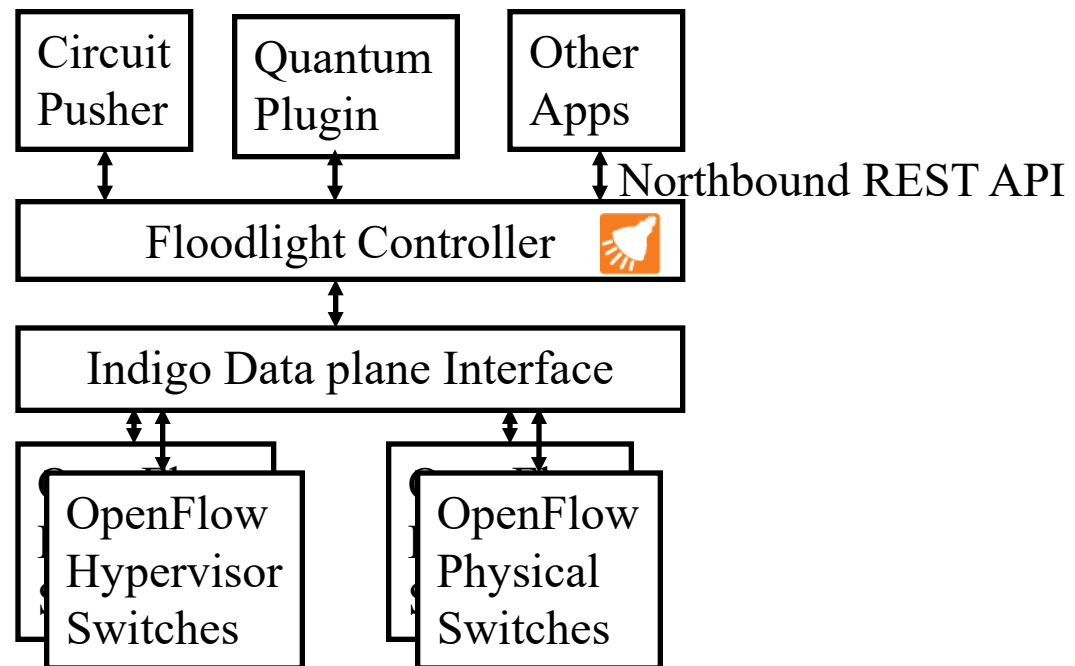 Circuit
Pusher
Quantum
Plugin
Other
Apps
Northbound REST API
Floodlight Controller
Indigo Data plane Interface
OpenFlow
Hypervisor
Switches
OpenFlow
Physical
Switches